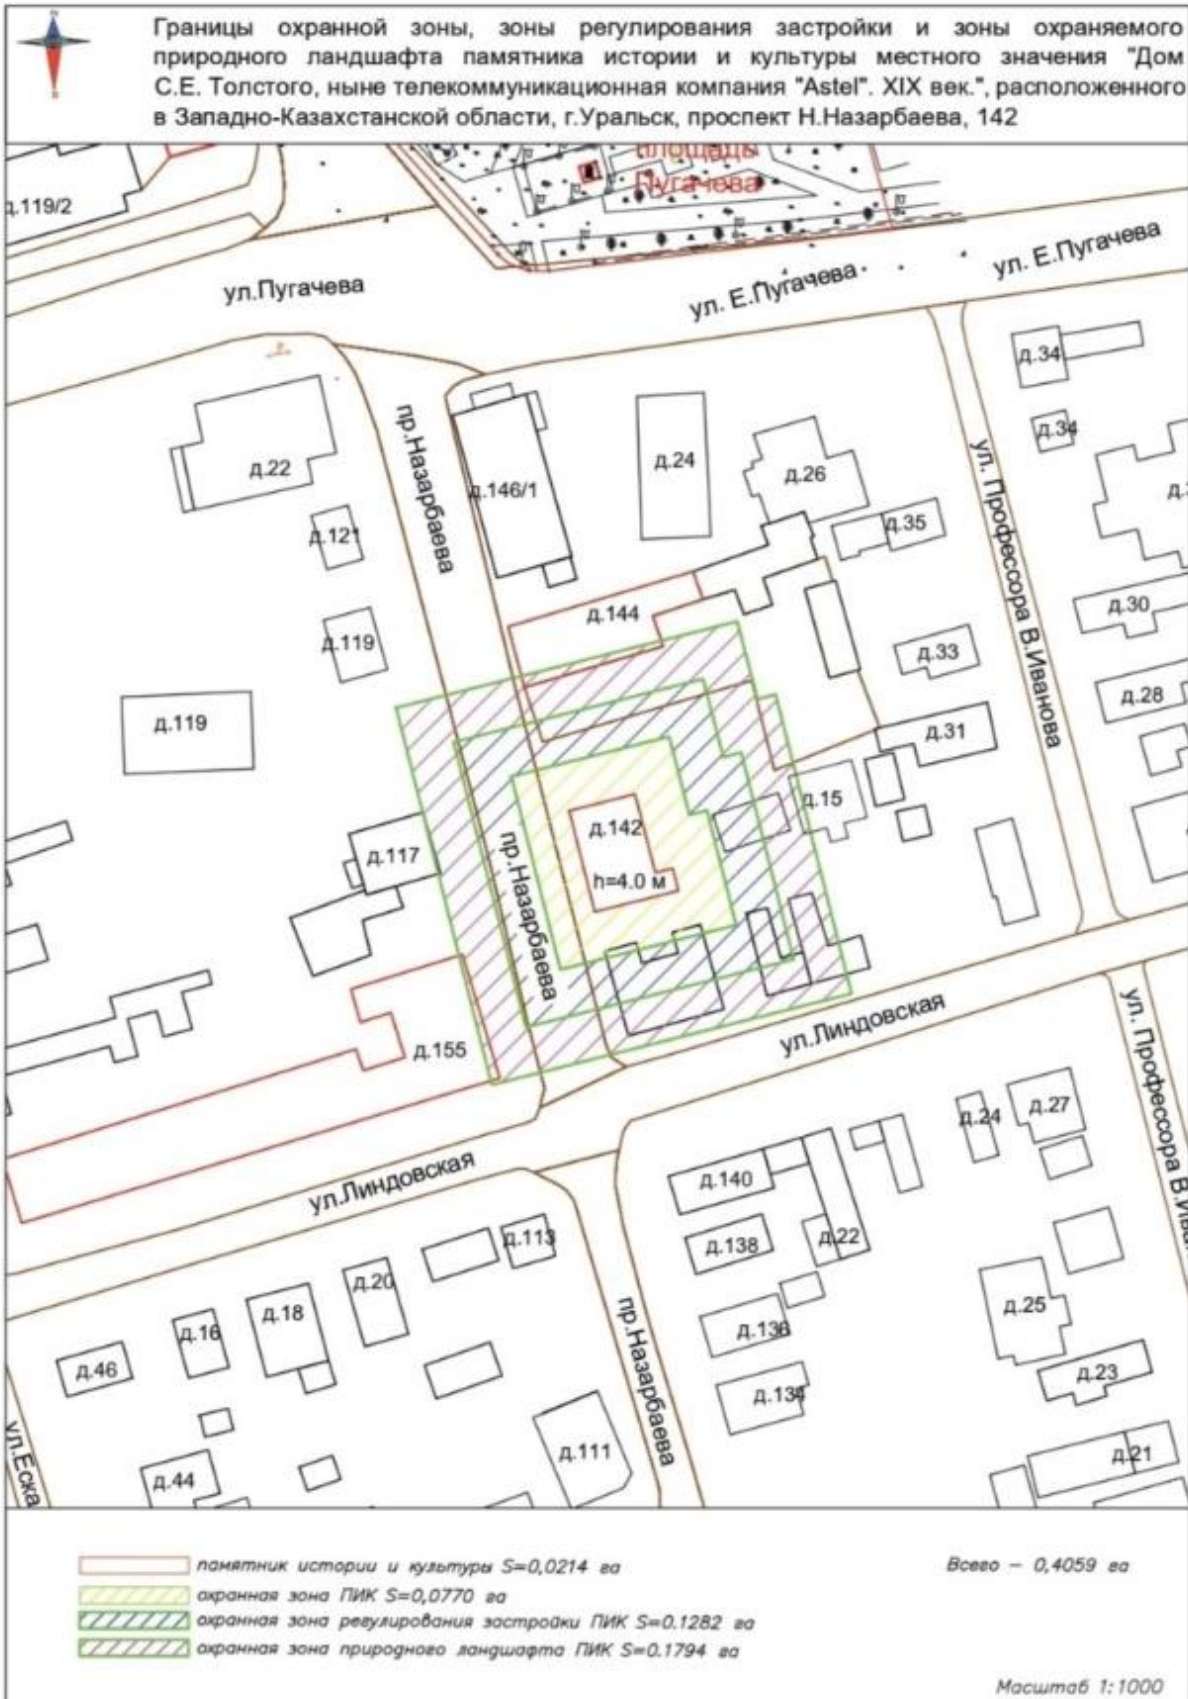 Границы охранной зоны, зоны регулирования застройки и зоны охраняемого
природного ландшафта памятника истории и культуры местного значения "Дом
С.Е. Толстого, ныне телекоммуникационная компания "Astel". XIX век.", расположенного
в Западно-Казахстанской области, г.Уральск, проспект Н.Назарбаева, 142
площадь
Пугачева
д.119/2
ул.Пугачева
ул. Е.Пугачева
ул. Е.Пугачева
д.34
д.34
пр.Назарбаева
д.22
д.146/1
д.24
д.26
ул. Профессора В.Иванова
д.35
д.121
д.144
д.30
д.119
д.33
д.28
д.119
д.31
д.15
д.142
д.117
h=4.0 м
пр.Назарбаева
д.155
ул.Линдовская
ул. Профессора В.Ива
д.24
д.27
ул.Линдовская
д.140
д.113
д.138
д.22
д.20
д.18
д.16
д.136
д.25
пр.Назарбаева
д.46
д.134
д.23
ул.Еска
д.44
д.111
д.21
памятник истории и культуры S=0,0214 га
Всего – 0,4059 га
охранная зона ПИК S=0,0770 га
охранная зона регулирования застройки ПИК S=0.1282 га
охранная зона природного ландшафта ПИК S=0.1794 га
Масштаб 1:1000